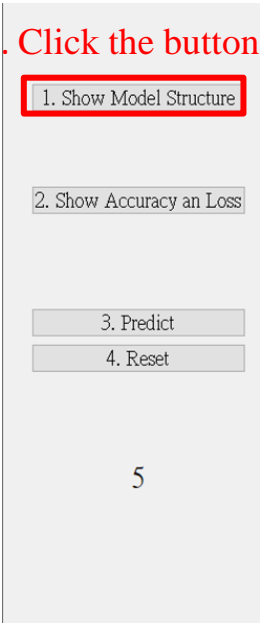 . Click the button
1. Show Model Structure
2. Show Accuracy an Loss
3. Predict
4. Reset
5